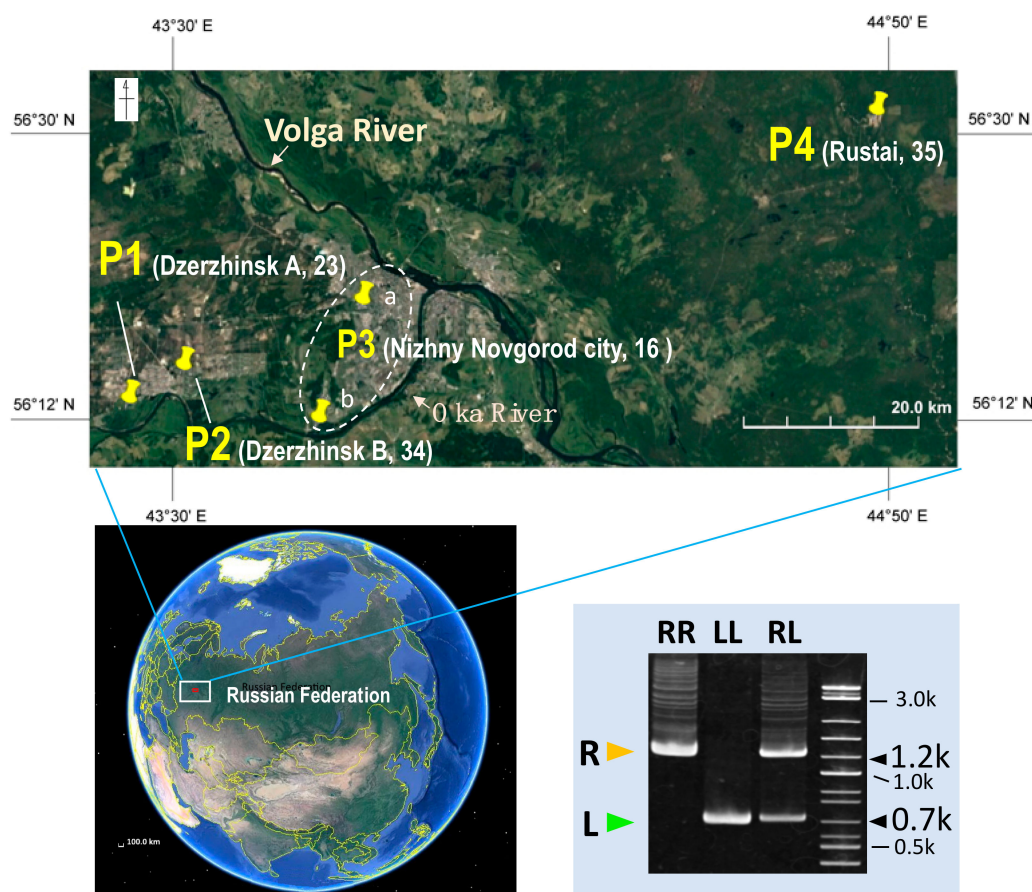 43°30' E
44°50' E
4
56°30' N
56°30' N
Volga River
P4 (Rustai, 35)
P1 (Dzerzhinsk A, 23)
a
P3 (Nizhny Novgorod city, 16 )
b
Oka River
20.0 km
56°12' N
56°12' N
P2 (Dzerzhinsk B, 34)
43°30' E
44°50' E
RR LL RL
Russian Federation
Russian Federation
3.0k
R
1.2k
1.0k
L
0.7k
0.5k
100.0 km